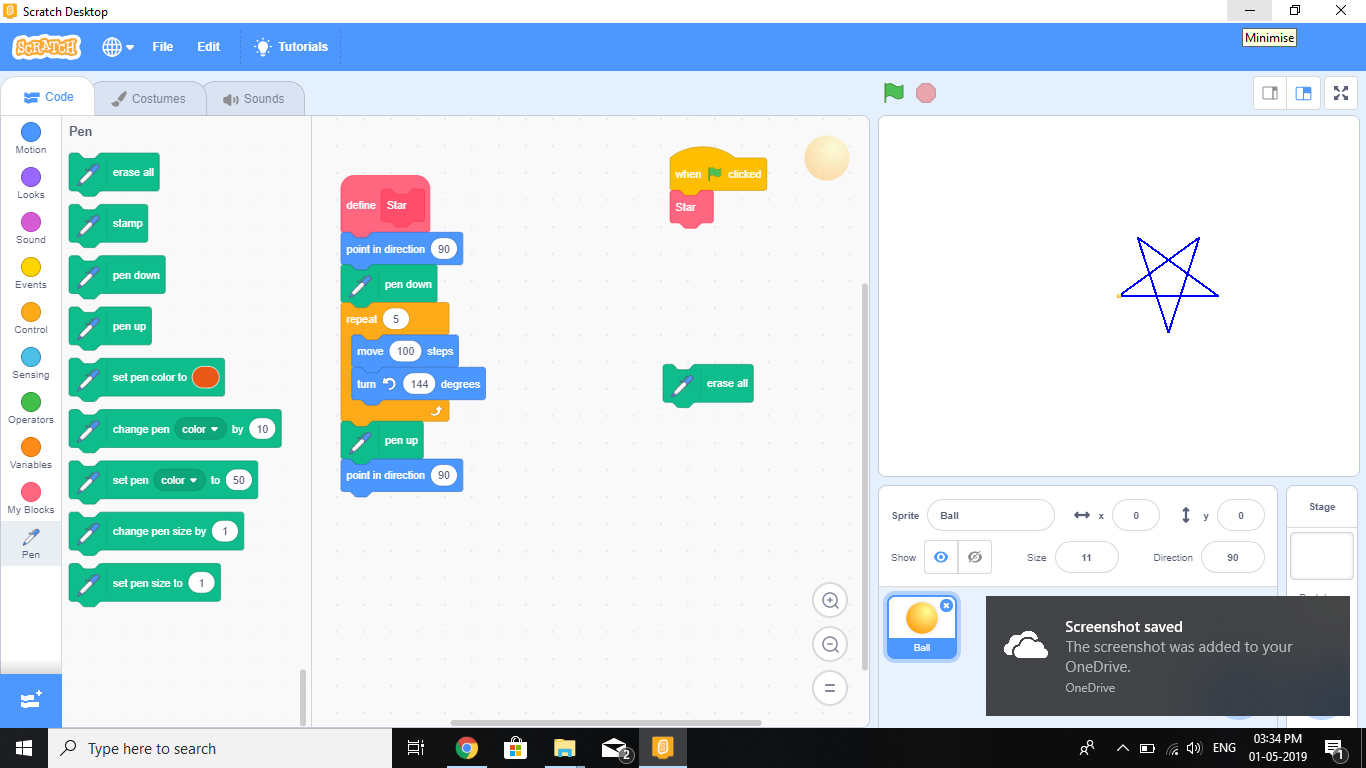 Scratch Desktop
Minimise
SCRATCH
File
Edit
Tutorials
Code
Costumes
Sounds
Motion
Looks
Sound
Events
Control
Sensing
Operators
Variables
My Blocks
Pen
Pen
erase all
stamp
pen down
pen up
set pen color to
change pen color by 10
set pen color to 50
change pen size by 1
set pen size to 1
define Star
point in direction 90
pen down
repeat 5
move 100 steps
turn 144 degrees
pen up
point in direction 90
when clicked
Star
erase all
Sprite Ball x 0 y 0
Show Size 11 Direction 90
Ball
Stage
Screenshot saved
The screenshot was added to your
OneDrive.
OneDrive
Type here to search
2
ENG
03:34 PM
01-05-2019
1